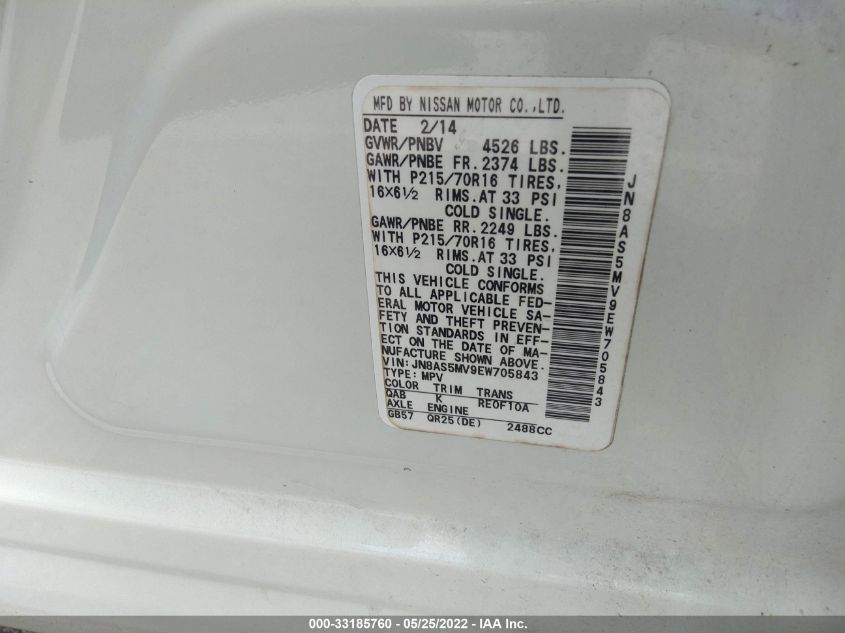 MFD BY NISSAN MOTOR CO.,LTD.
DATE 2/14
GVWR/PNBV 4526 LBS.
GAWR/PNBE FR. 2374 LBS.
WITH P215/70R16 TIRES,
16X6½ RIMS.AT 33 PSI
COLD SINGLE.
GAWR/PNBE RR. 2249 LBS.
WITH P215/70R16 TIRES,
16X6½ RIMS.AT 33 PSI
COLD SINGLE.
THIS VEHICLE CONFORMS
TO ALL APPLICABLE FED-
ERAL MOTOR VEHICLE SA-
FETY AND THEFT PREVEN-
TION STANDARDS IN EFF-
ECT ON THE DATE OF MA-
NUFACTURE SHOWN ABOVE.
VIN:JN8AS5MV9EW705843
TYPE: MPV
COLOR TRIM TRANS
QAB K RE0F10A
AXLE ENGINE
GB57 QR25(DE) 2488CC
JN8AS5MV9EW705843
000-33185760 - 05/25/2022 - IAA Inc.